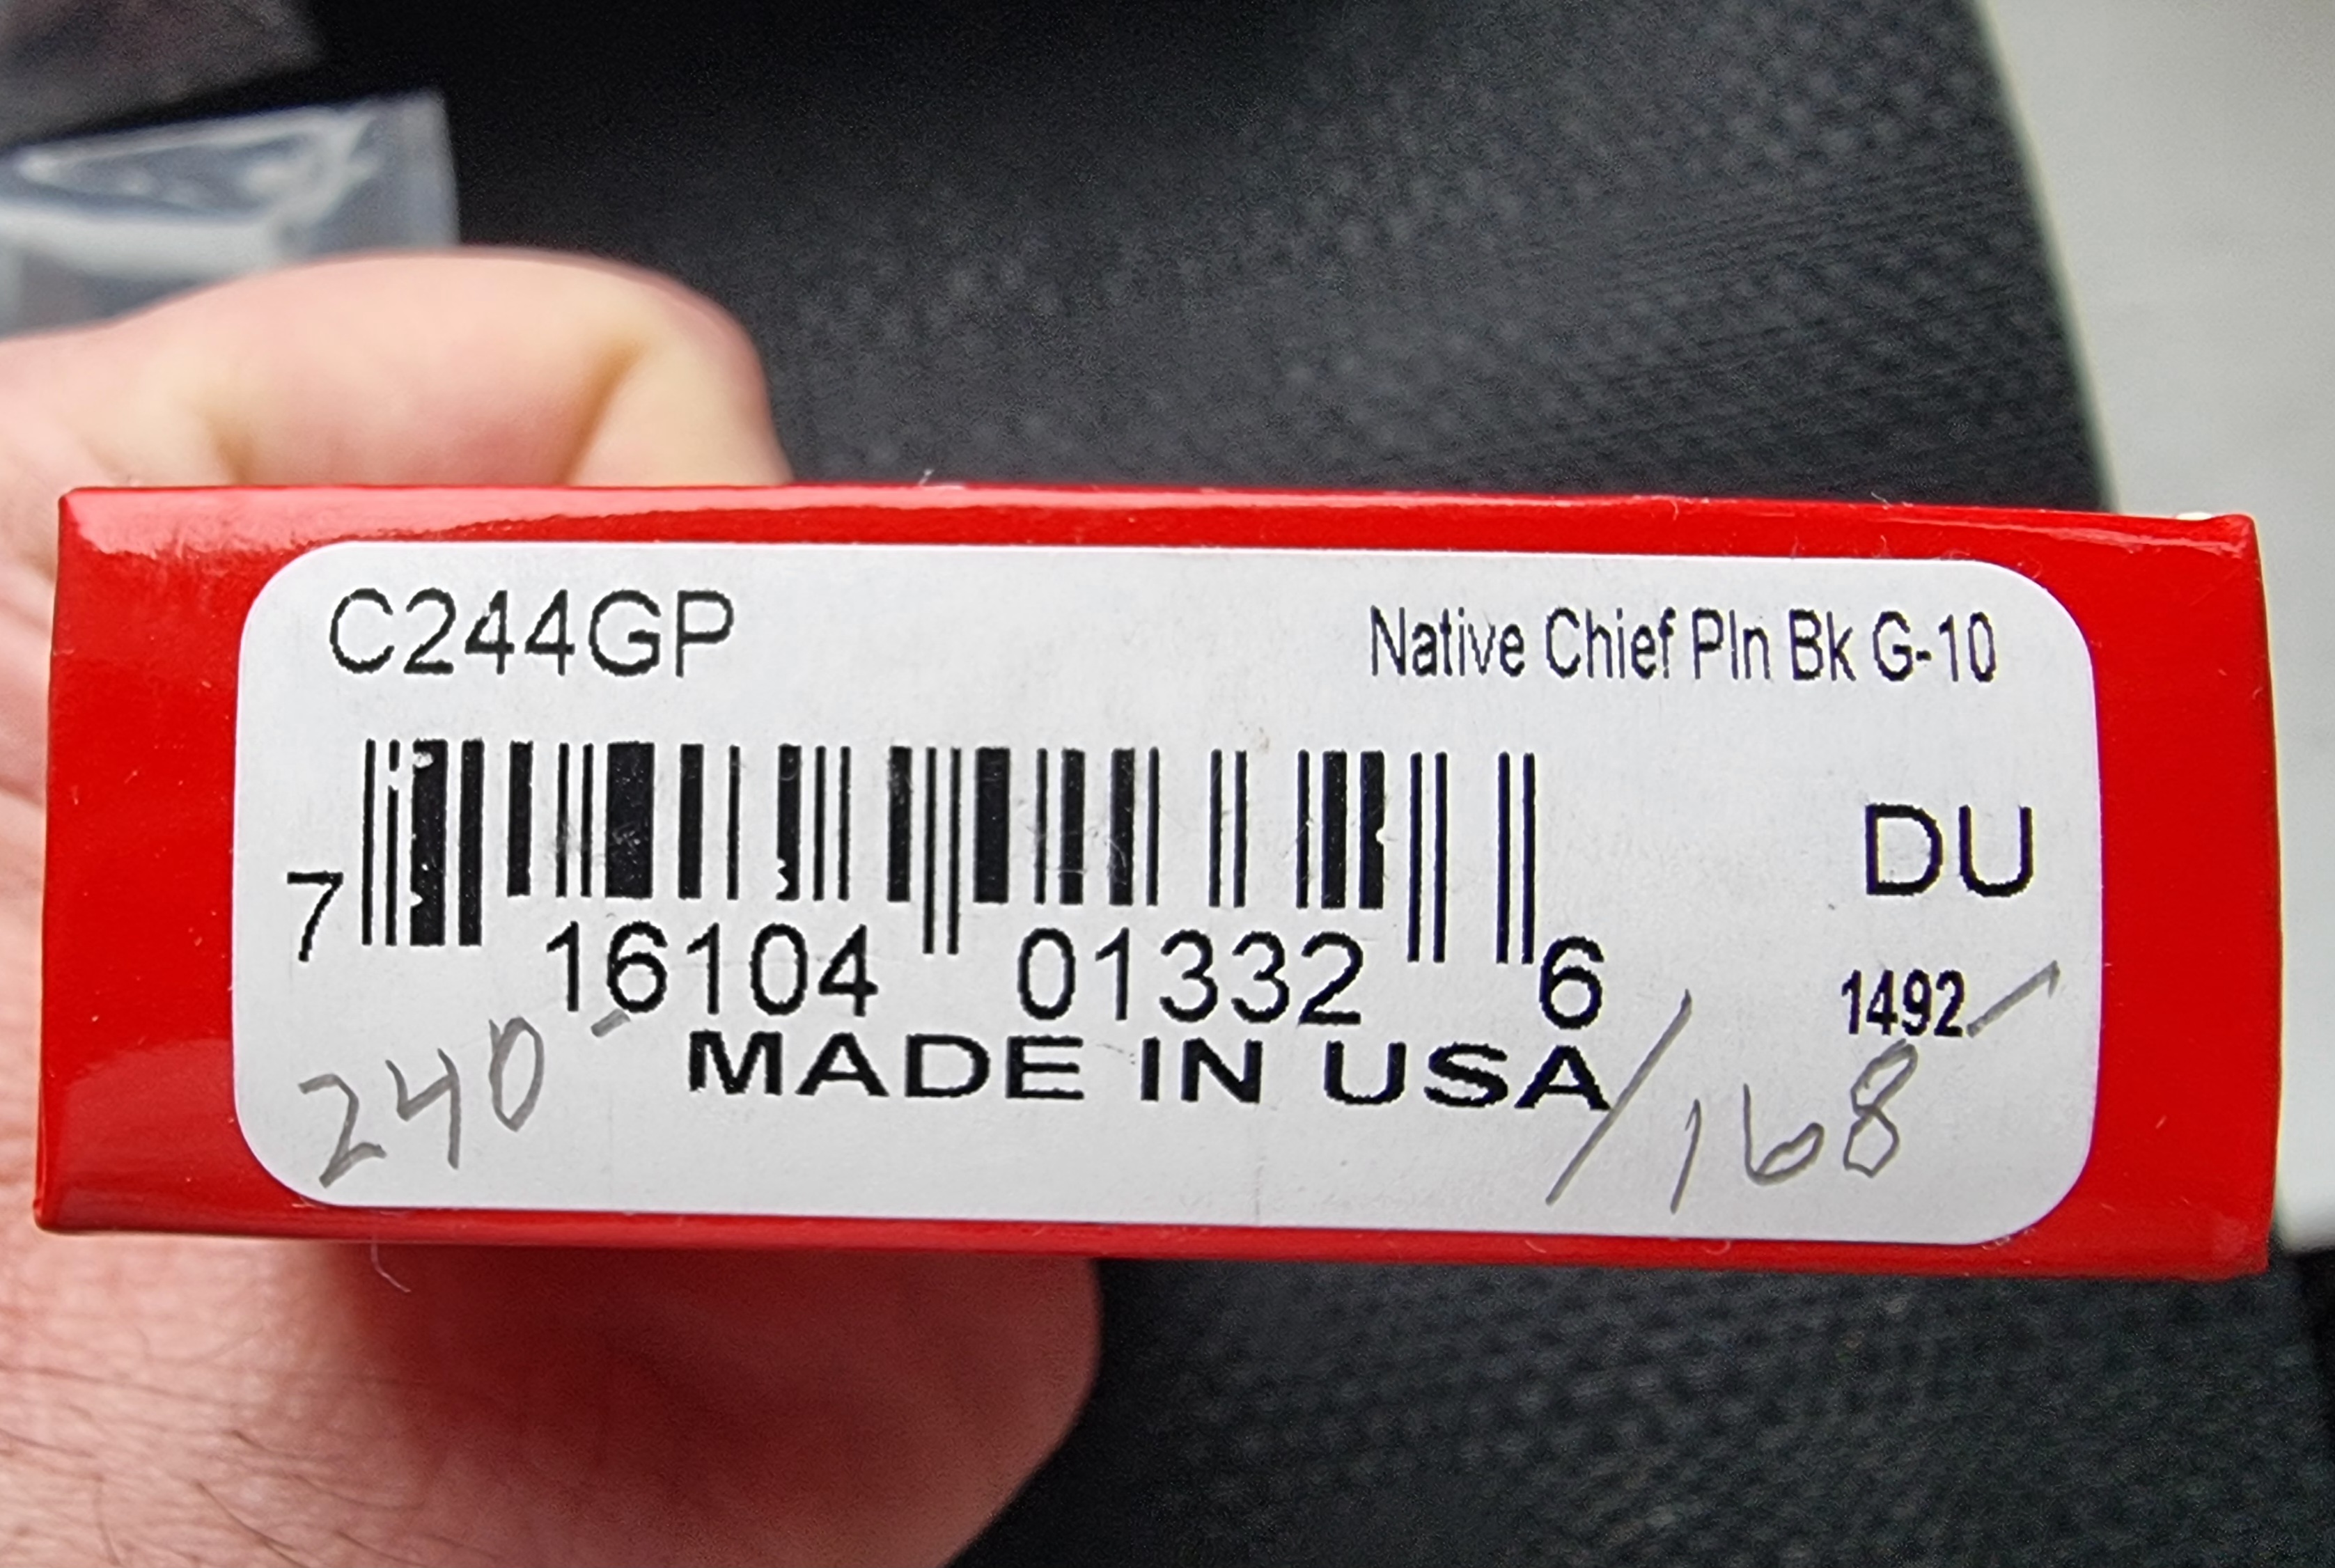 C244GP Native Chief Pln Bk G-10
DU
7 16104 01332 6
1492
MADE IN USA
240- /168